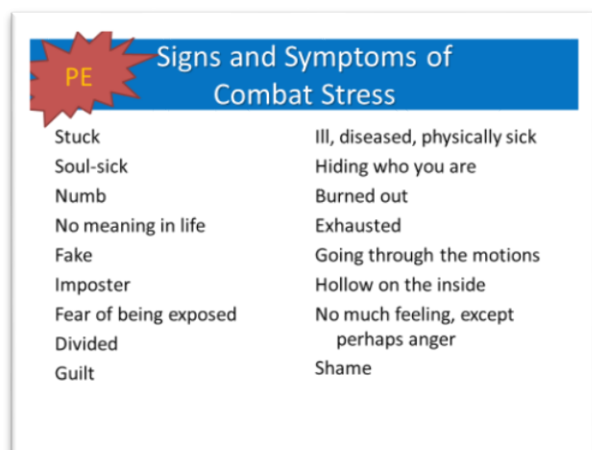 PE
Signs and Symptoms of
Combat Stress
Stuck
Soul-sick
Numb
No meaning in life
Fake
Imposter
Fear of being exposed
Divided
Guilt
Ill, diseased, physically sick
Hiding who you are
Burned out
Exhausted
Going through the motions
Hollow on the inside
No much feeling, except
perhaps anger
Shame